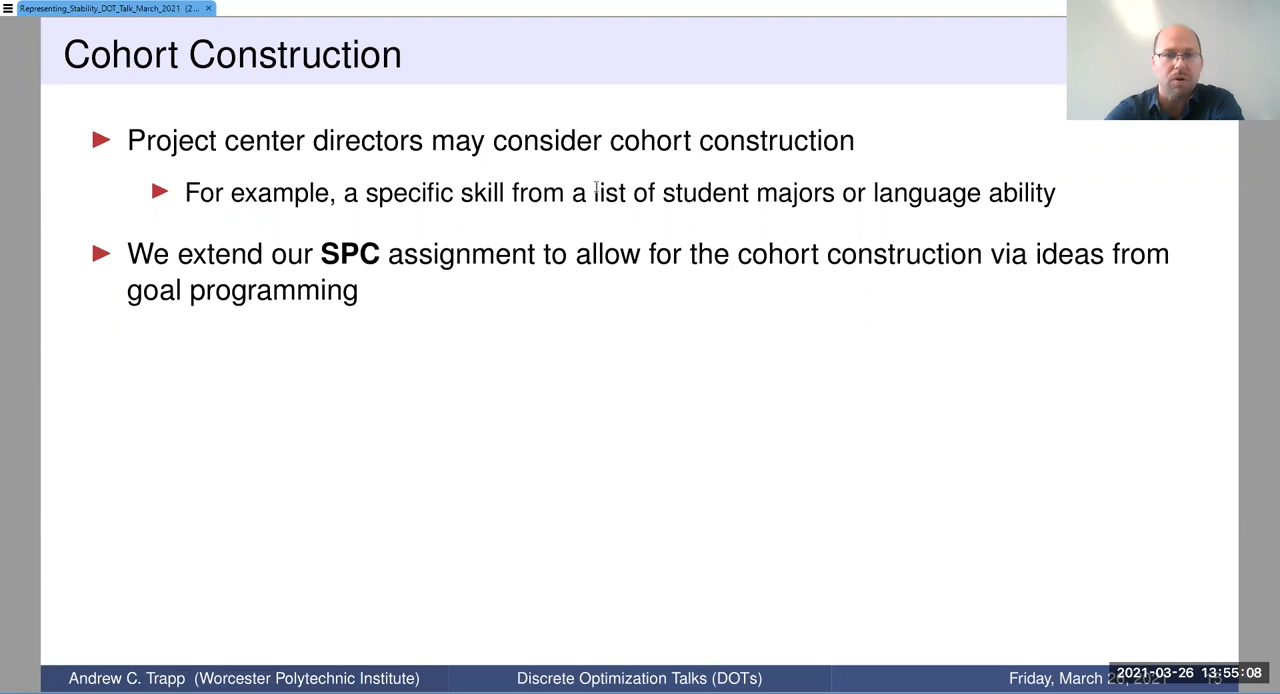 Representing_Stability_DOT_Talk_March_2021 (2...
Cohort Construction
Project center directors may consider cohort construction
For example, a specific skill from a list of student majors or language ability
We extend our SPC assignment to allow for the cohort construction via ideas from
goal programming
Andrew C. Trapp (Worcester Polytechnic Institute)
Discrete Optimization Talks (DOTs)
Friday, March
2021-03-26 13:55:08